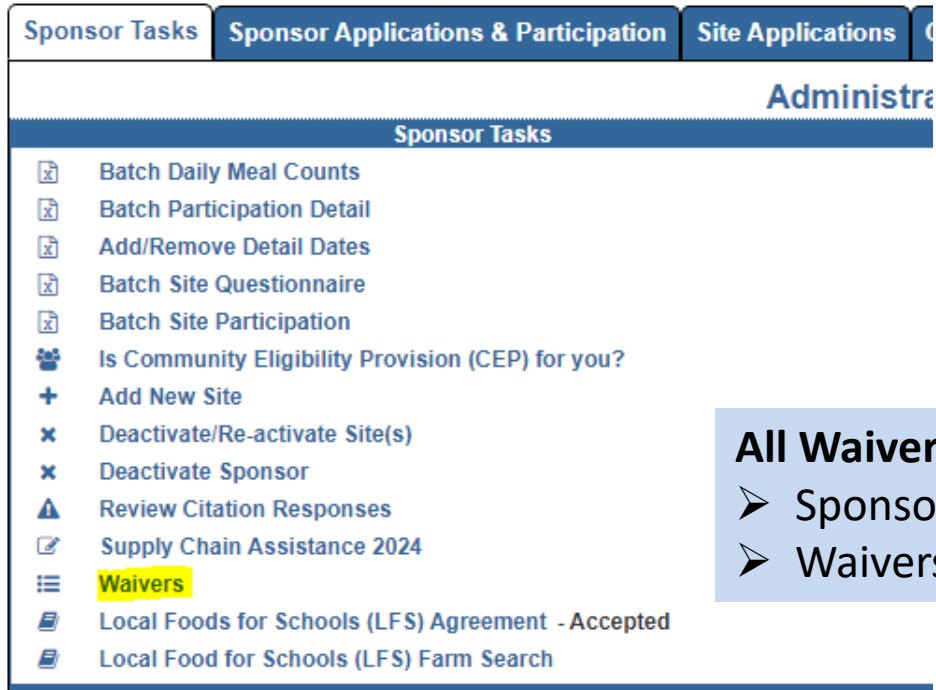 Sponsor Tasks Sponsor Applications & Participation Site Applications
Administra
Sponsor Tasks
Batch Daily Meal Counts
Batch Participation Detail
Add/Remove Detail Dates
Batch Site Questionnaire
Batch Site Participation
Is Community Eligibility Provision (CEP) for you?
Add New Site
Deactivate/Re-activate Site(s)
Deactivate Sponsor
Review Citation Responses
Supply Chain Assistance 2024
Waivers
Local Foods for Schools (LFS) Agreement - Accepted
Local Food for Schools (LFS) Farm Search
All Waiver
➢ Sponso
➢ Waivers